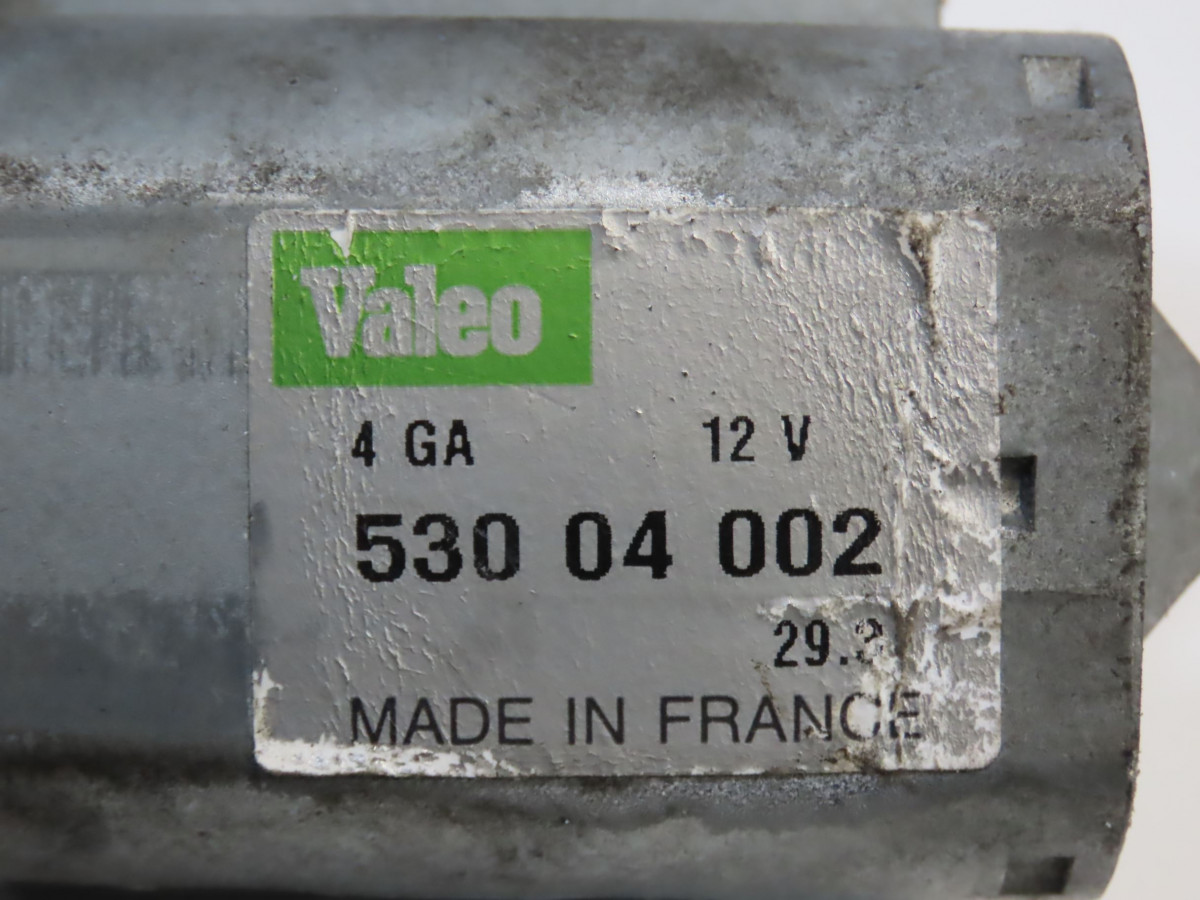 Valeo
4 GA 12 V
530 04 002
MADE IN FRANCE